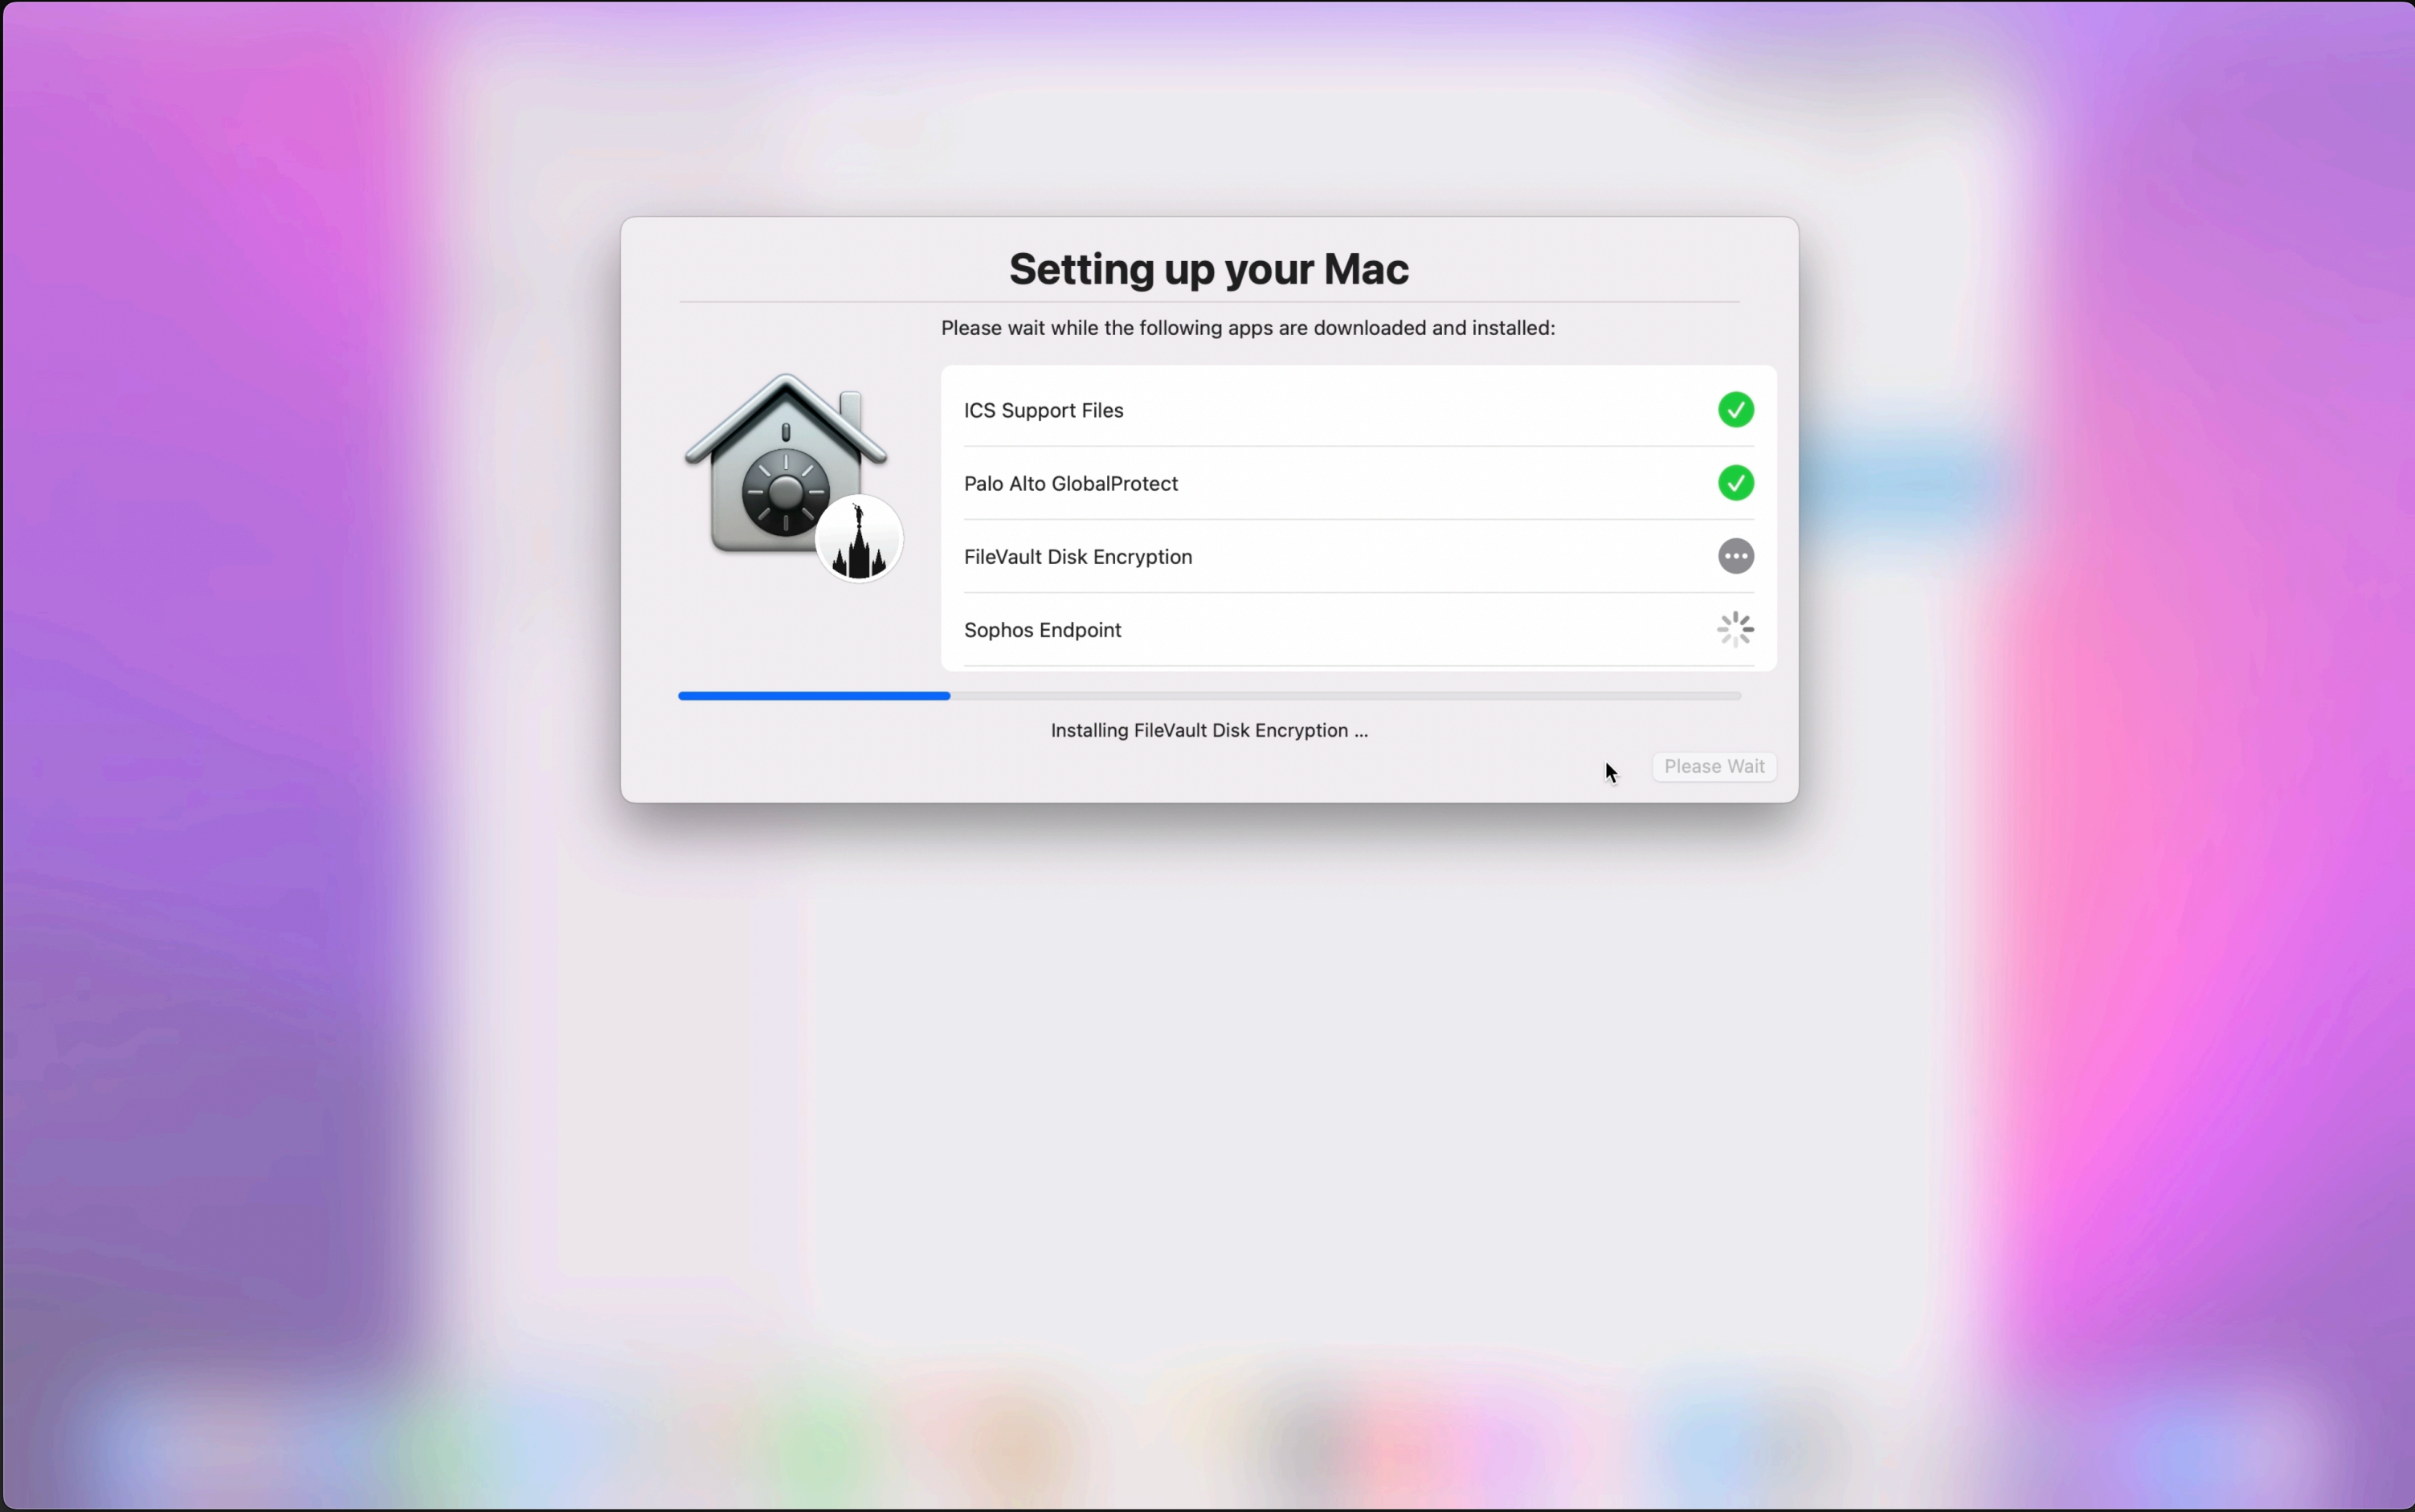 Setting up your Mac
Please wait while the following apps are downloaded and installed:
ICS Support Files
Palo Alto GlobalProtect
FileVault Disk Encryption
Sophos Endpoint
Installing FileVault Disk Encryption ...
Please Wait